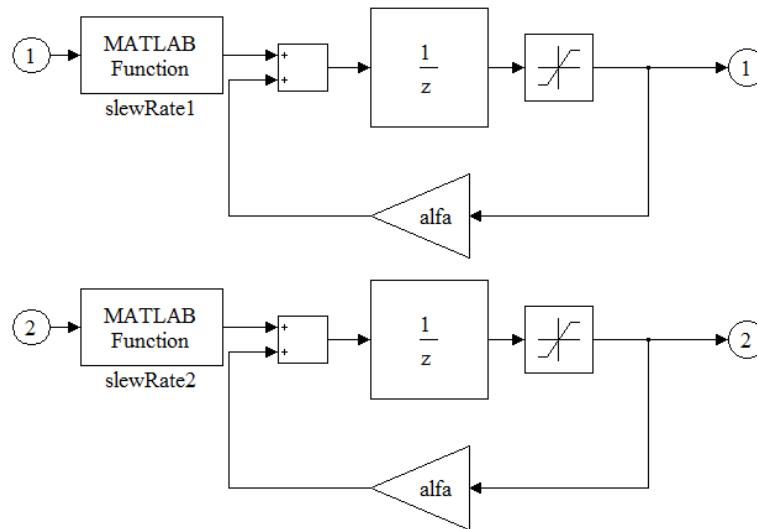 1
MATLAB
Function
slewRate1
+
+
1
z
1
alfa
2
MATLAB
Function
slewRate2
+
+
1
z
2
alfa